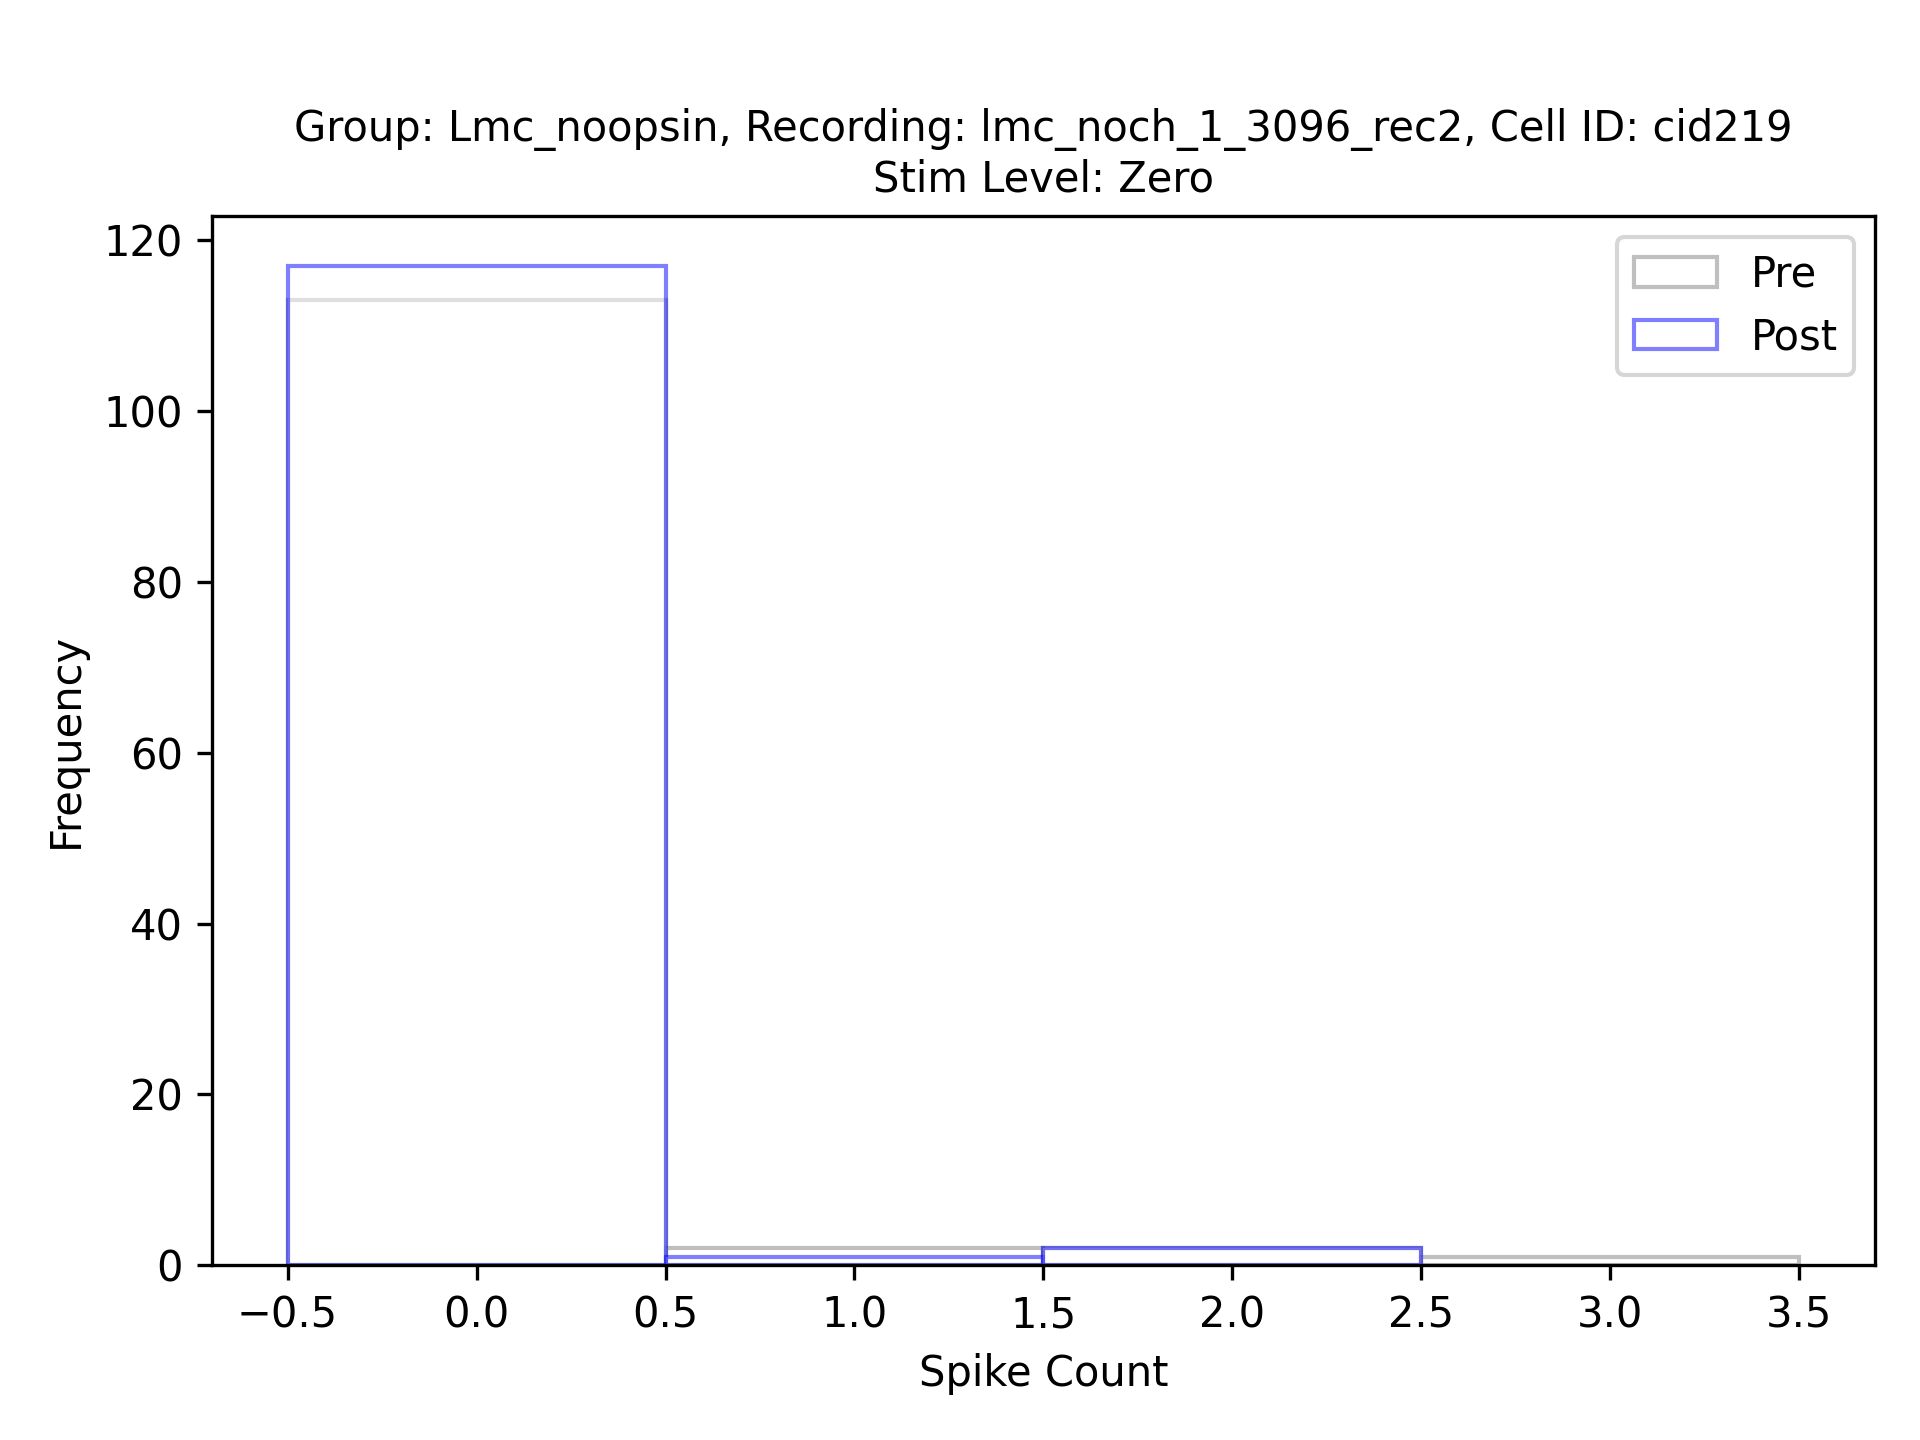 Group: Lmc_noopsin, Recording: lmc_noch_1_3096_rec2, Cell ID: cid219
Stim Level: Zero
120
100
80
60
40
20
0
Frequency
Pre
Post
−0.5 0.0 0.5 1.0 1.5 2.0 2.5 3.0 3.5
Spike Count